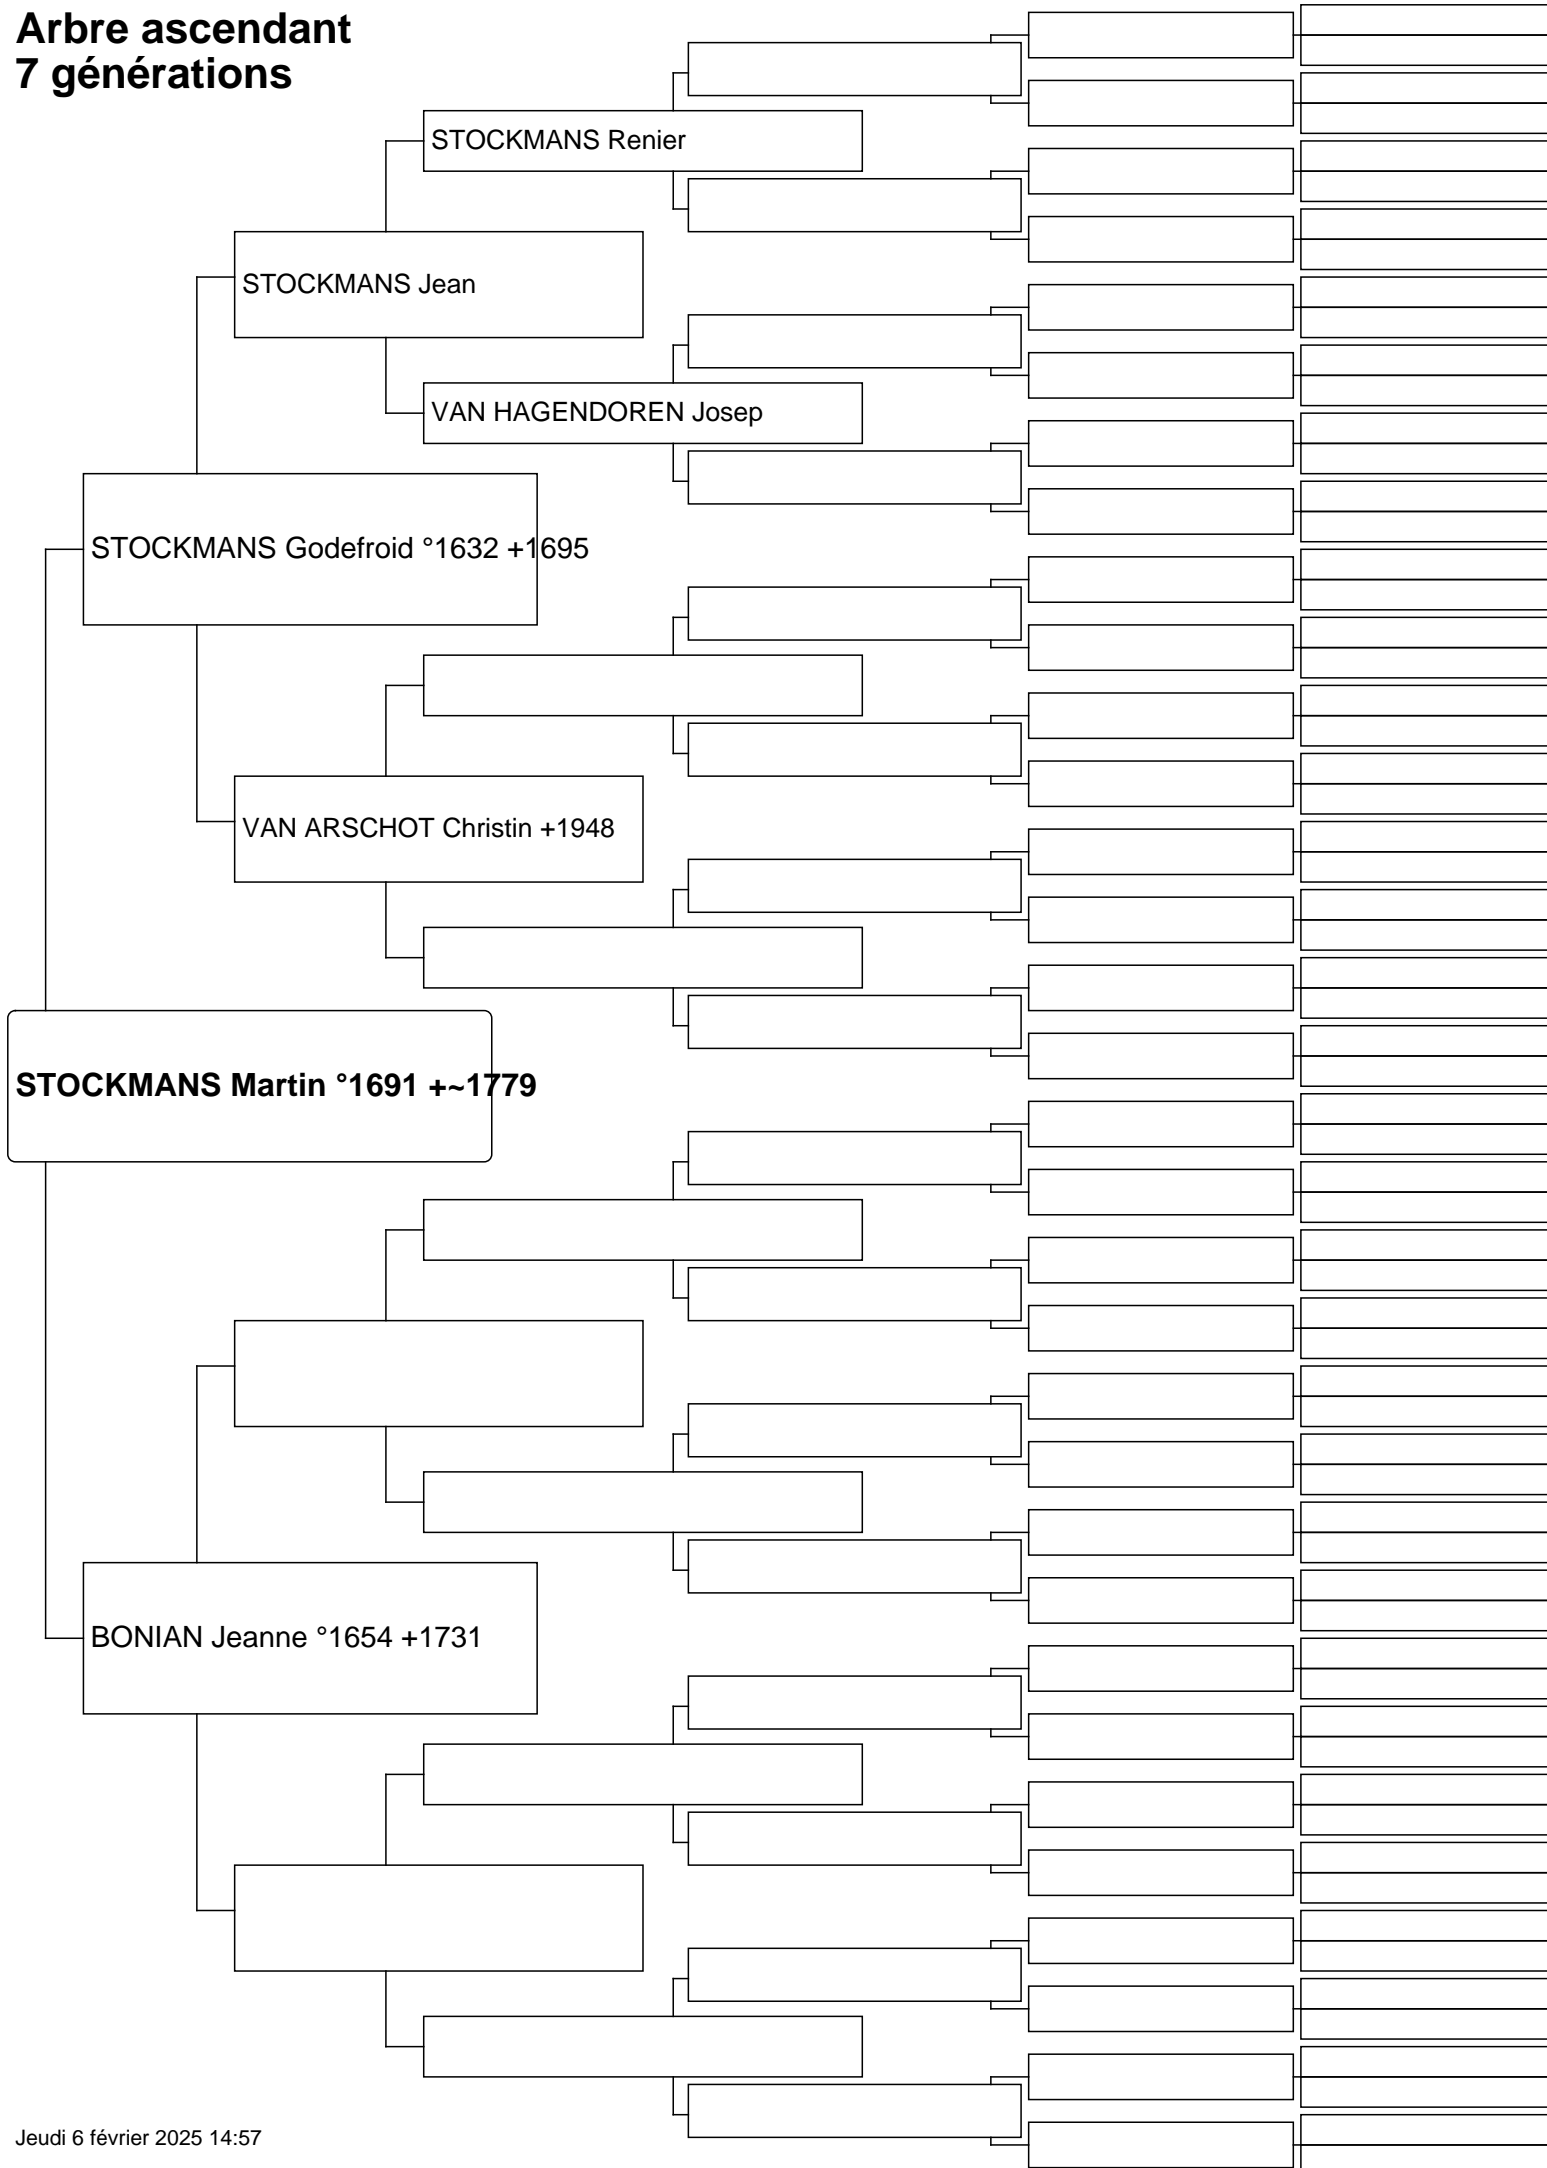 Arbre ascendant
7 générations
STOCKMANS Renier
STOCKMANS Jean
VAN HAGENDOREN Josep
STOCKMANS Godefroid °1632 +1695
VAN ARSCHOT Christin +1948
STOCKMANS Martin °1691 +~1779
BONIAN Jeanne °1654 +1731
Jeudi 6 février 2025 14:57